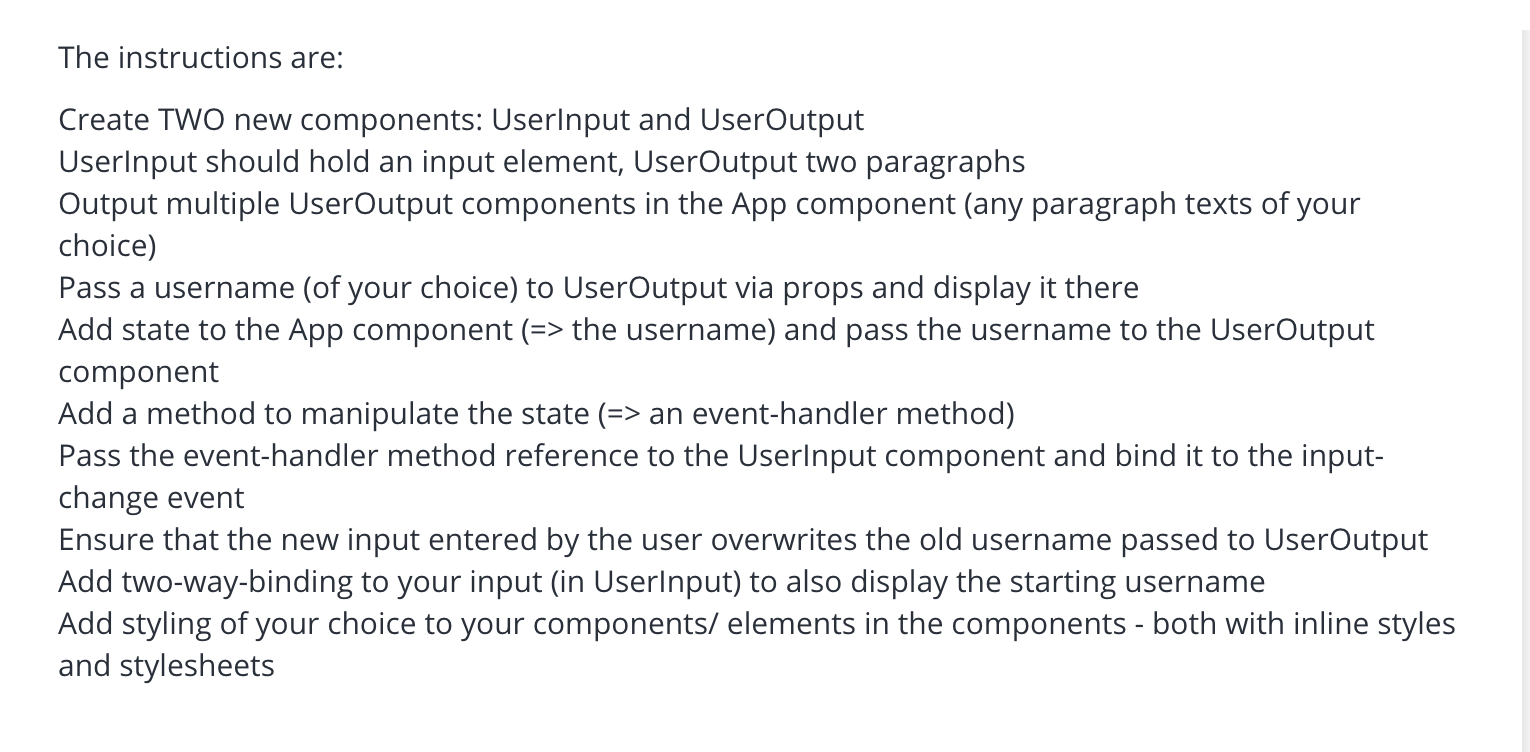 The instructions are:
Create TWO new components: UserInput and UserOutput
UserInput should hold an input element, UserOutput two paragraphs
Output multiple UserOutput components in the App component (any paragraph texts of your
choice)
Pass a username (of your choice) to UserOutput via props and display it there
Add state to the App component (=> the username) and pass the username to the UserOutput
component
Add a method to manipulate the state (=> an event-handler method)
Pass the event-handler method reference to the UserInput component and bind it to the input-
change event
Ensure that the new input entered by the user overwrites the old username passed to UserOutput
Add two-way-binding to your input (in UserInput) to also display the starting username
Add styling of your choice to your components/ elements in the components - both with inline styles
and stylesheets